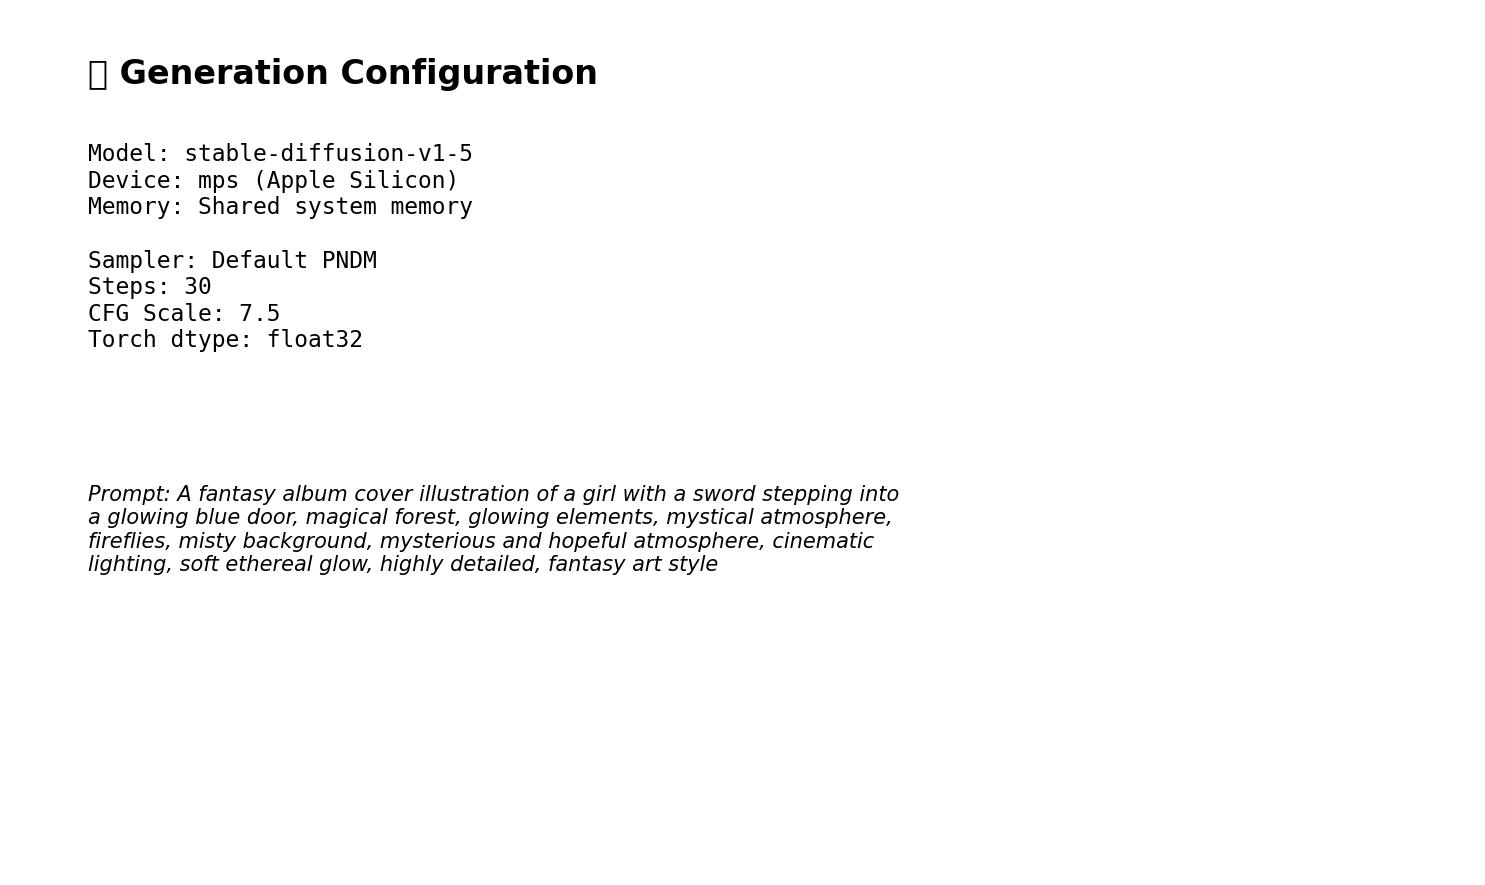 Generation Configuration
Model: stable-diffusion-v1-5
Device: mps (Apple Silicon)
Memory: Shared system memory
Sampler: Default PNDM
Steps: 30
CFG Scale: 7.5
Torch dtype: float32
Prompt: A fantasy album cover illustration of a girl with a sword stepping into
a glowing blue door, magical forest, glowing elements, mystical atmosphere,
fireflies, misty background, mysterious and hopeful atmosphere, cinematic
lighting, soft ethereal glow, highly detailed, fantasy art style